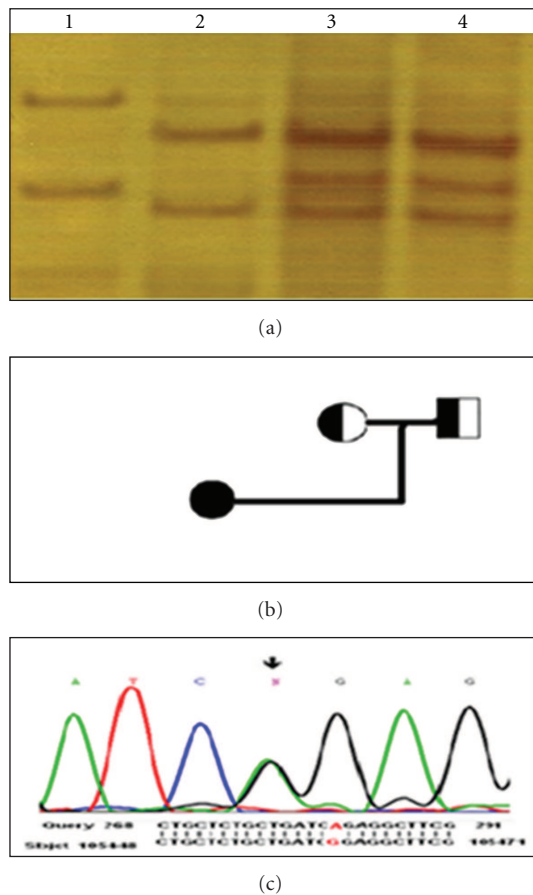 1 2 3 4
(a)
(b)
A T C N G A G
Query 268 CTGCTCTGCTGATCAGAGGCTTCG 291
Sbjct 105448 CTGCTCTGCTGATCGGAGGCTTCG 105471
(c)